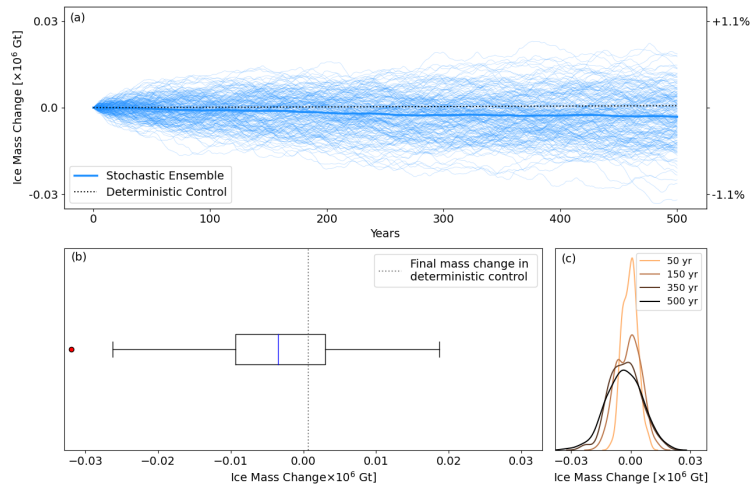 (a)
Ice Mass Change [×10⁶ Gt]
0.03
0.0
-0.03
+1.1%
-1.1%
Stochastic Ensemble
Deterministic Control
0
100
200
300
400
500
Years
(b)
Final mass change in
deterministic control
−0.03
−0.02
−0.01
0.00
0.01
0.02
0.03
Ice Mass Change×10⁶ Gt]
(c)
50 yr
150 yr
350 yr
500 yr
−0.03
0.00
0.03
Ice Mass Change [×10⁶ Gt]